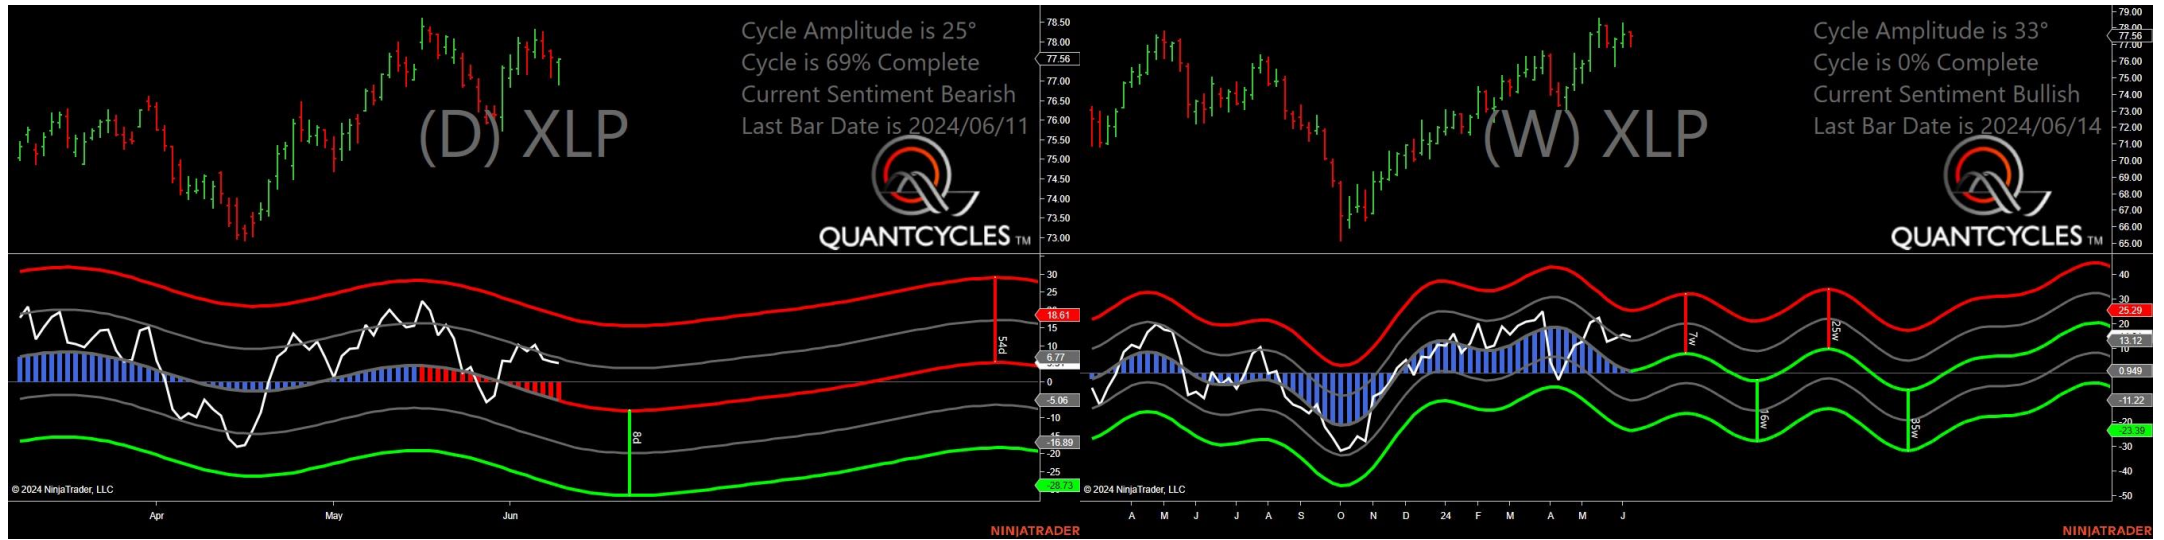 Cycle Amplitude is 25°
Cycle is 69% Complete
Current Sentiment Bearish
Last Bar Date is 2024/06/11
(D) XLP
QUANTCYCLES TM
78.50
78.00
77.56
77.00
76.50
76.00
75.50
75.00
74.50
74.00
73.50
73.00
30
25
18.61
15
10
6.77
0
-5.06
-10
-16.89
-20
-25
-28.73
54d
8d
© 2024 NinjaTrader, LLC
Apr May Jun
NINJATRADER
Cycle Amplitude is 33°
Cycle is 0% Complete
Current Sentiment Bullish
Last Bar Date is 2024/06/14
(W) XLP
QUANTCYCLES TM
79.00
78.00
77.56
77.00
76.00
75.00
74.00
73.00
72.00
71.00
70.00
69.00
68.00
67.00
66.00
65.00
40
30
25.29
20
13.12
10
0.949
-11.22
-20
-23.39
-30
-40
-50
7w
25w
16w
35w
© 2024 NinjaTrader, LLC
A M J J A S O N D 24 F M A M J
NINJATRADER